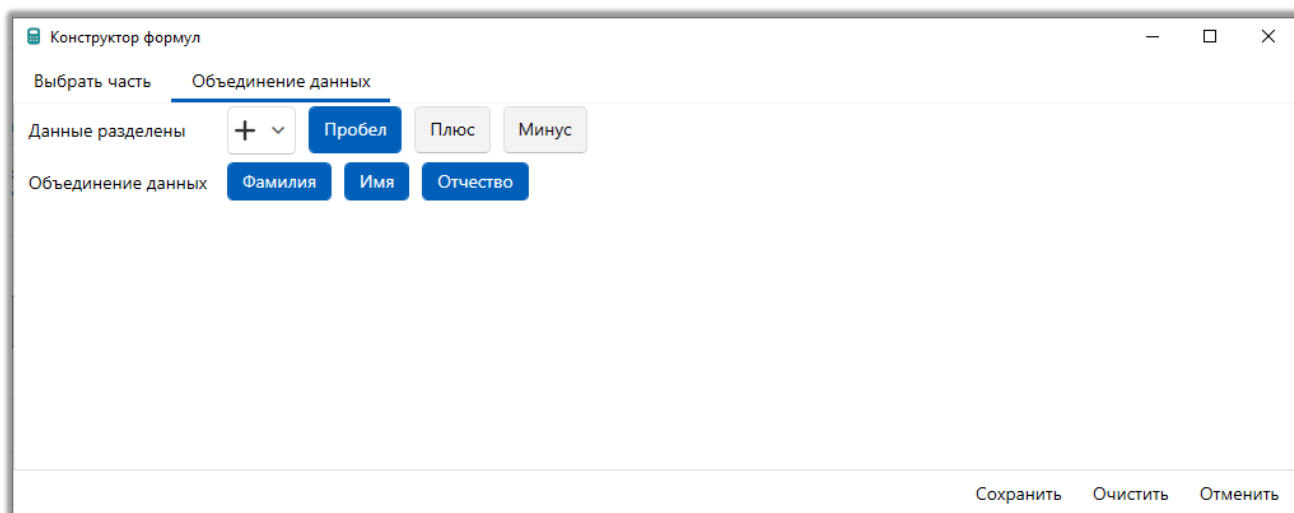 Конструктор формул
Выбрать часть Объединение данных
Данные разделены Пробел Плюс Минус
Объединение данных Фамилия Имя Отчество
Сохранить Очистить Отменить